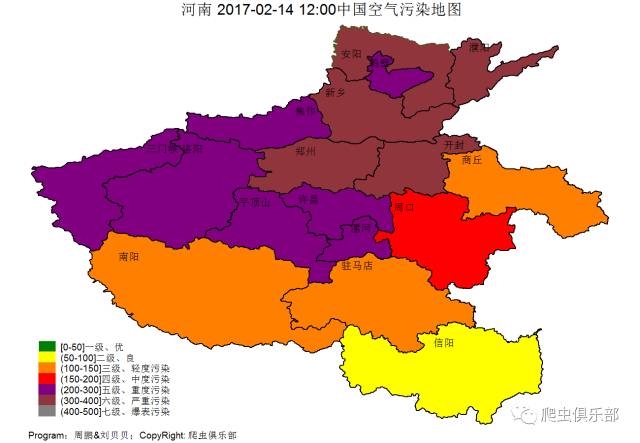 河南 2017-02-14 12:00中国空气污染地图
安阳
濮阳
鹤壁
新乡
焦作
三门峡
洛阳
郑州
开封
商丘
平顶山
许昌
周口
漯河
南阳
驻马店
信阳
[0-50]一级、优
(50-100]二级、良
(100-150]三级、轻度污染
(150-200]四级、中度污染
(200-300]五级、重度污染
(300-400]六级、严重污染
(400-500]七级、爆表污染
爬虫俱乐部
Program：周鹏&刘贝贝；CopyRight: 爬虫俱乐部